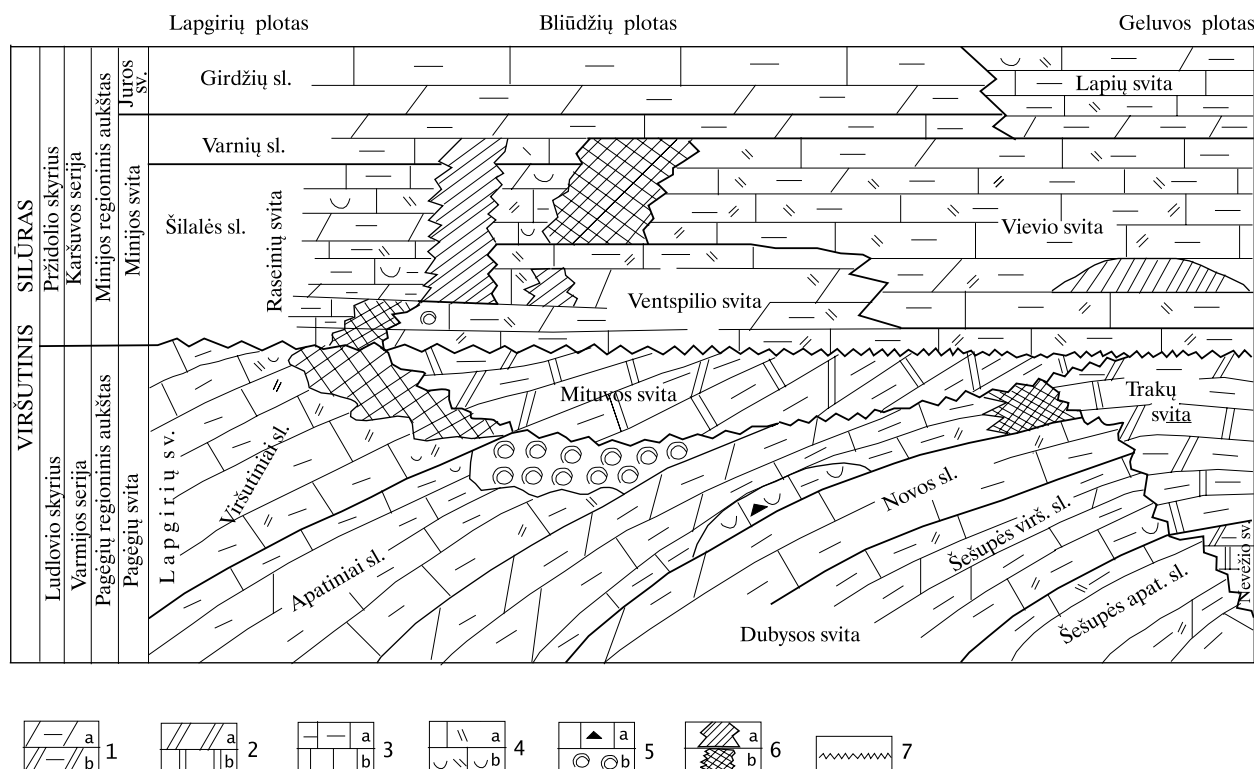 Lapgirių plotas
Bliūdžių plotas
Geluvos plotas
VIRŠUTINIS SILŪRAS
Pržidolio skyrius
Karšuvos serija
Minijos regioninis aukštas
Juros
sv.
Minijos svita
Ludlovio skyrius
Varmijos serija
Pagėgių regioninis aukštas
Pagėgių svita
Girdžių sl.
Lapių svita
Varnių sl.
Šilalės sl.
Raseinių svita
Vievio svita
Ventspilio svita
Mituvos svita
Trakų
svita
Lapgirių sv.
Viršutiniai sl.
Apatiniai sl.
Novos sl.
Šešupės virš. sl.
Šešupės apat. sl.
Dubysos svita
Nevėžio sv.
a
b
1
a
b
2
a
b
3
a
b
4
a
b
5
a
b
6
7